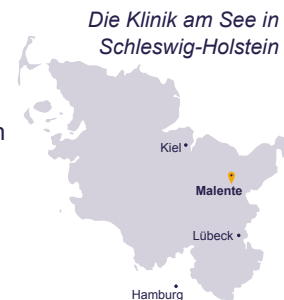 Die Klinik am See in
Schleswig-Holstein
Kiel
Malente
Lübeck
Hamburg